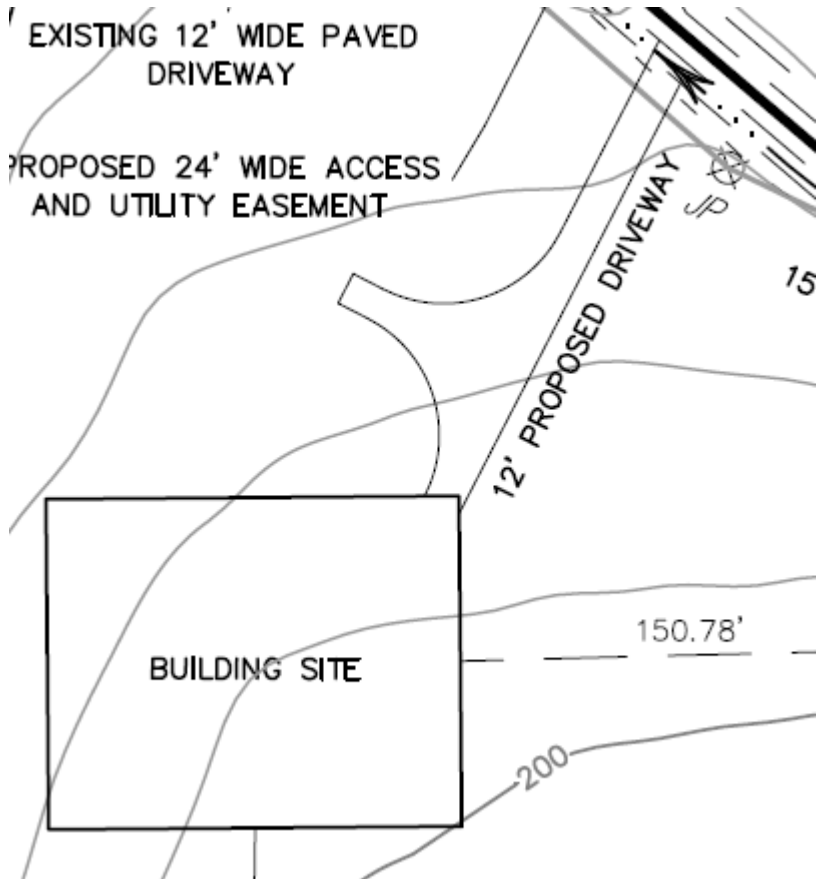 EXISTING 12' WIDE PAVED
DRIVEWAY
PROPOSED 24' WIDE ACCESS
AND UTILITY EASEMENT
JP
15
12' PROPOSED DRIVEWAY
150.78'
BUILDING SITE
200